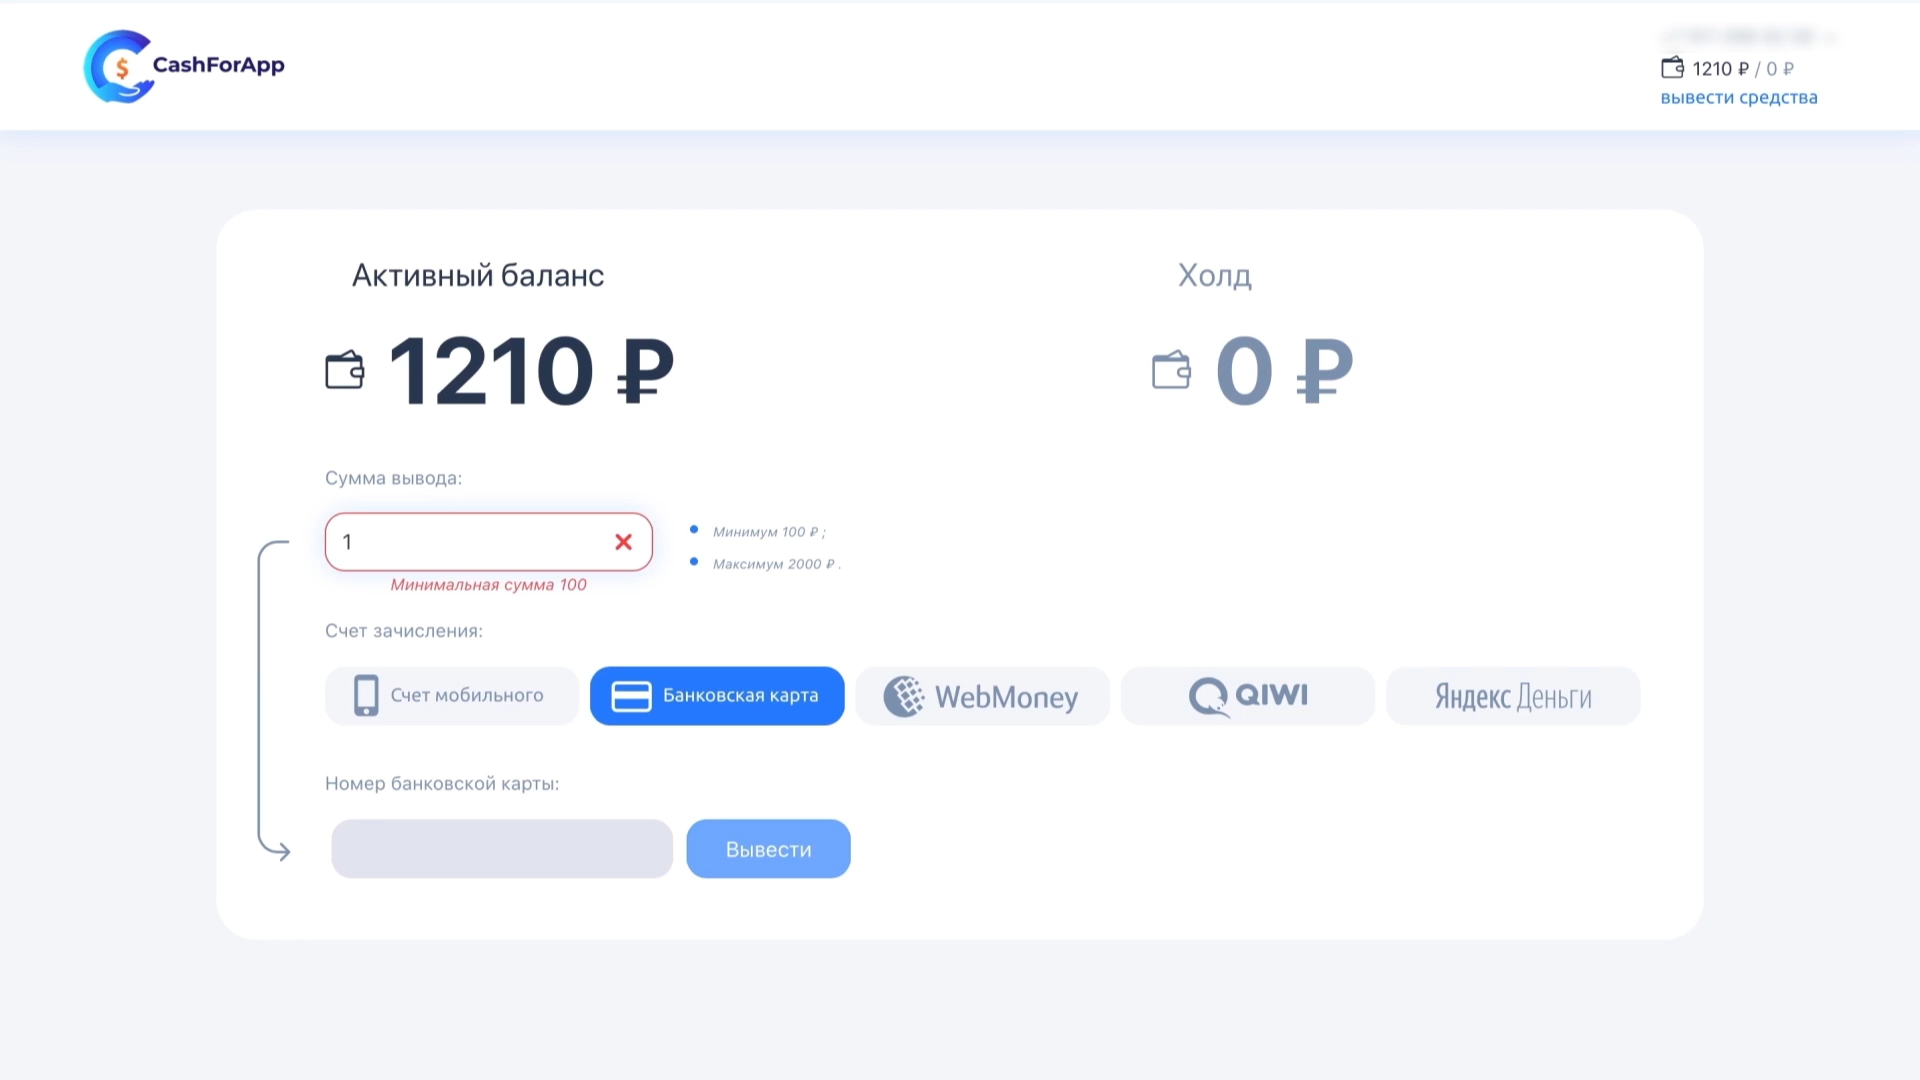 CashForApp
1210 ₽ / 0 ₽
вывести средства
Активный баланс
Холд
1210 ₽
0 ₽
Сумма вывода:
1
Минимум 100 ₽ ;
Максимум 2000 ₽ .
Минимальная сумма 100
Счет зачисления:
Счет мобильного
Банковская карта
WebMoney
QIWI
Яндекс Деньги
Номер банковской карты:
Вывести